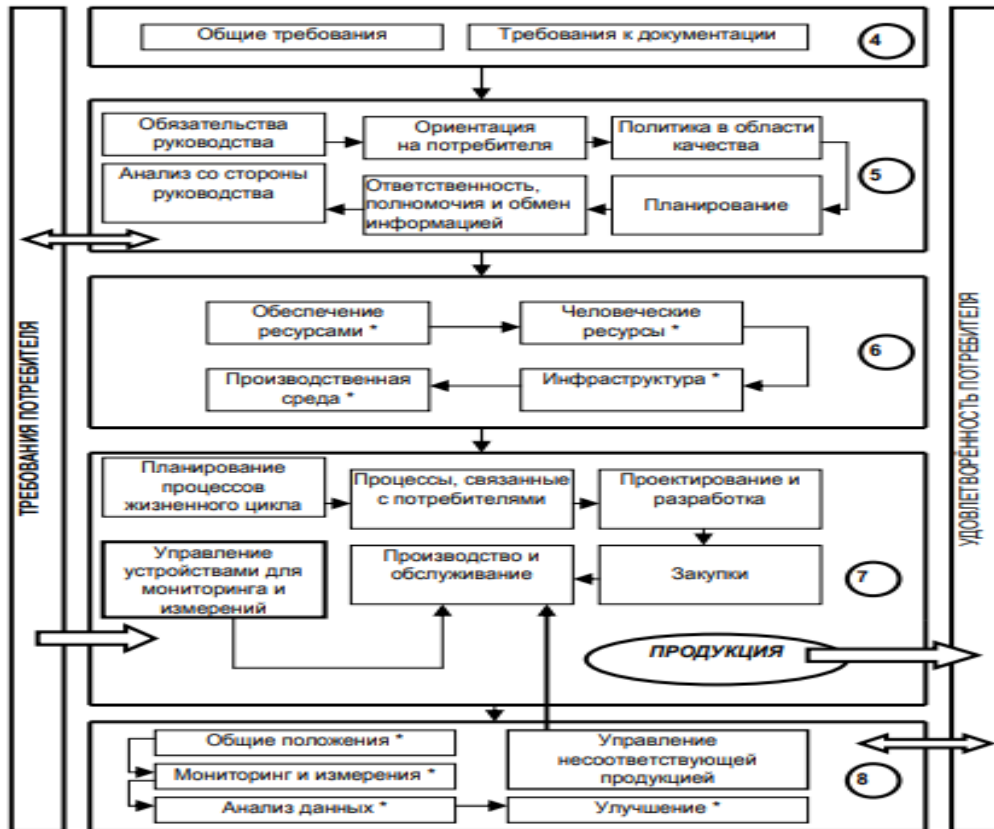 Общие требования
Требования к документации
4
Обязательства
руководства
Ориентация
на потребителя
Политика в области
качества
Анализ со стороны
руководства
Ответственность,
полномочия и обмен
информацией
Планирование
5
ТРЕБОВАНИЯ ПОТРЕБИТЕЛЯ
УДОВЛЕТВОРЁННОСТЬ ПОТРЕБИТЕЛЯ
Обеспечение
ресурсами *
Человеческие
ресурсы *
Производственная
среда *
Инфраструктура *
6
Планирование
процессов
жизненного цикла
Процессы, связанные
с потребителями
Проектирование и
разработка
Управление
устройствами для
мониторинга и
измерений
Производство и
обслуживание
Закупки
7
ПРОДУКЦИЯ
Общие положения *
Мониторинг и измерения *
Анализ данных *
Управление
несоответствующей
продукцией
Улучшение *
8